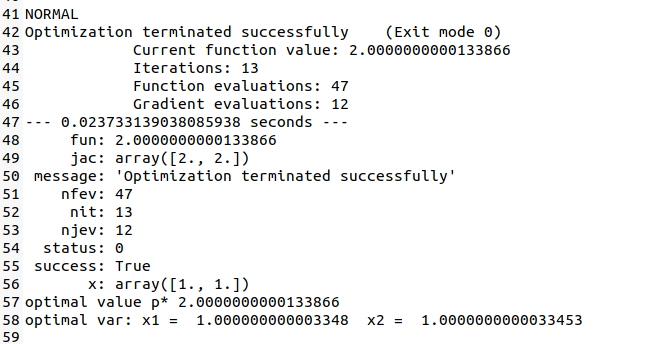 41 NORMAL
42 Optimization terminated successfully    (Exit mode 0)
43             Current function value: 2.0000000000133866
44             Iterations: 13
45             Function evaluations: 47
46             Gradient evaluations: 12
47 --- 0.023733139038085938 seconds ---
48      fun: 2.0000000000133866
49      jac: array([2., 2.])
50  message: 'Optimization terminated successfully'
51     nfev: 47
52      nit: 13
53     njev: 12
54   status: 0
55  success: True
56        x: array([1., 1.])
57 optimal value p* 2.0000000000133866
58 optimal var: x1 =  1.000000000003348  x2 =  1.0000000000033453
59